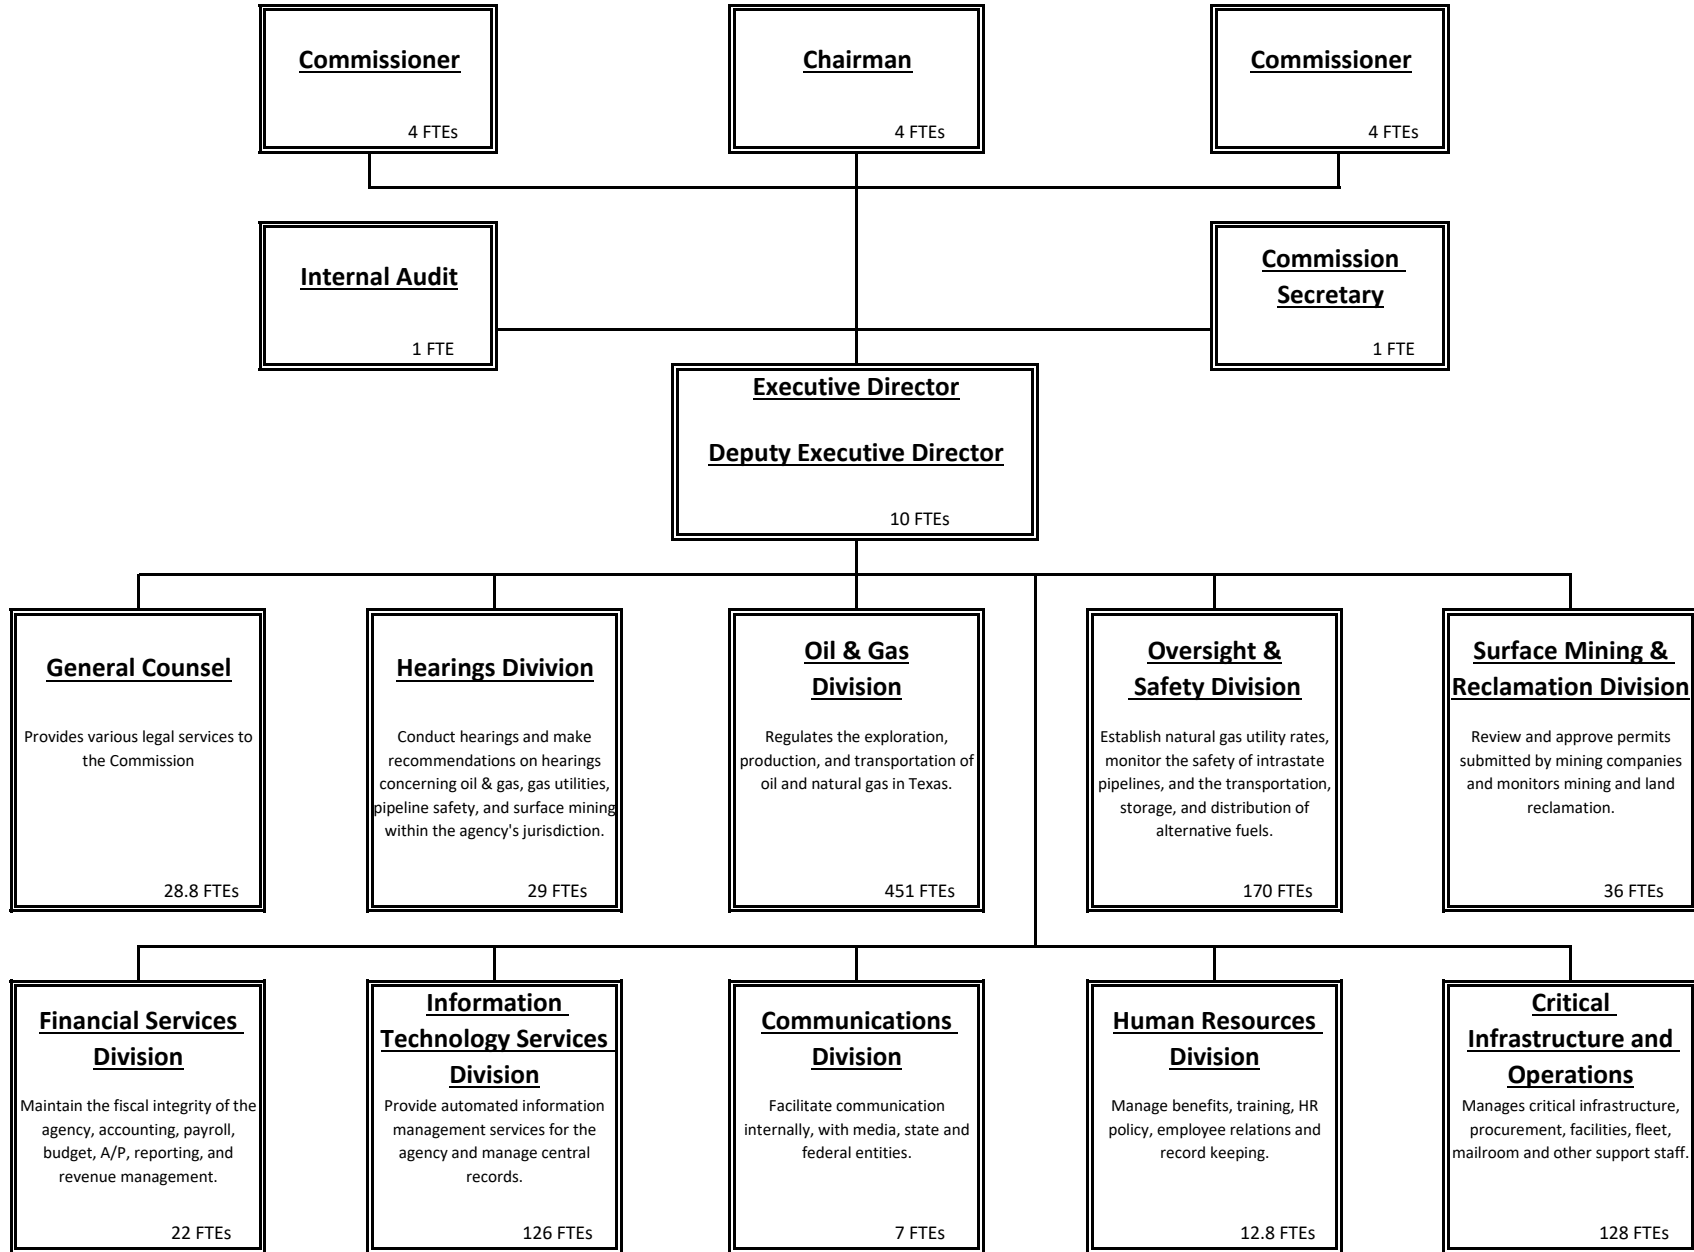 Commissioner
4 FTEs
Chairman
4 FTEs
Commissioner
4 FTEs
Internal Audit
1 FTE
Commission
Secretary
1 FTE
Executive Director
Deputy Executive Director
10 FTEs
General Counsel
Provides various legal services to
the Commission
28.8 FTEs
Hearings Divivion
Conduct hearings and make
recommendations on hearings
concerning oil & gas, gas utilities,
pipeline safety, and surface mining
within the agency's jurisdiction.
29 FTEs
Oil & Gas
Division
Regulates the exploration,
production, and transportation of
oil and natural gas in Texas.
451 FTEs
Oversight &
Safety Division
Establish natural gas utility rates,
monitor the safety of intrastate
pipelines, and the transportation,
storage, and distribution of
alternative fuels.
170 FTEs
Surface Mining &
Reclamation Division
Review and approve permits
submitted by mining companies
and monitors mining and land
reclamation.
36 FTEs
Financial Services
Division
Maintain the fiscal integrity of the
agency, accounting, payroll,
budget, A/P, reporting, and
revenue management.
22 FTEs
Information
Technology Services
Division
Provide automated information
management services for the
agency and manage central
records.
126 FTEs
Communications
Division
Facilitate communication
internally, with media, state and
federal entities.
7 FTEs
Human Resources
Division
Manage benefits, training, HR
policy, employee relations and
record keeping.
12.8 FTEs
Critical
Infrastructure and
Operations
Manages critical infrastructure,
procurement, facilities, fleet,
mailroom and other support staff.
128 FTEs